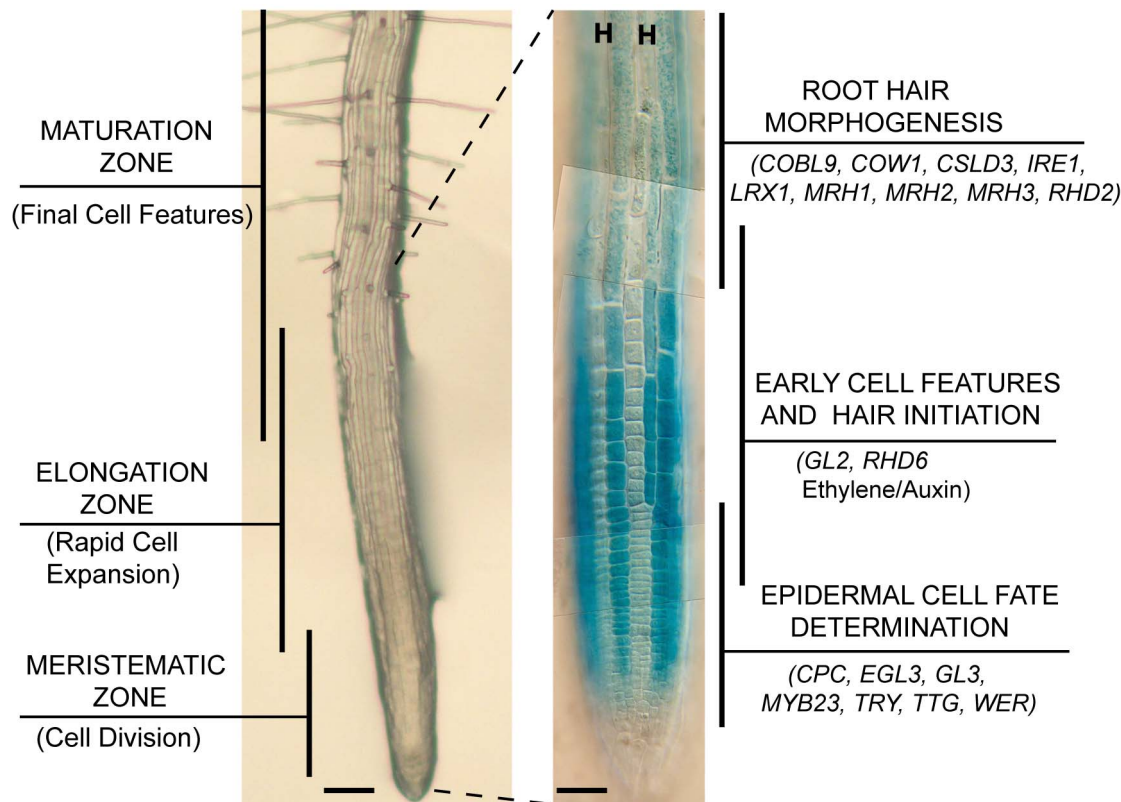 MATURATION
ZONE
(Final Cell Features)
ELONGATION
ZONE
(Rapid Cell
Expansion)
MERISTEMATIC
ZONE
(Cell Division)
H H
ROOT HAIR
MORPHOGENESIS
(COBL9, COW1, CSLD3, IRE1,
LRX1, MRH1, MRH2, MRH3, RHD2)
EARLY CELL FEATURES
AND HAIR INITIATION
(GL2, RHD6
Ethylene/Auxin)
EPIDERMAL CELL FATE
DETERMINATION
(CPC, EGL3, GL3,
MYB23, TRY, TTG, WER)